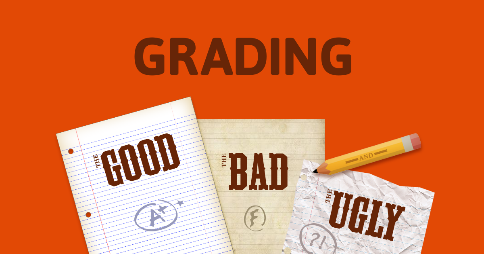 GRADING
THE
GOOD
A+
THE
BAD
F
AND
THE
UGLY
?!